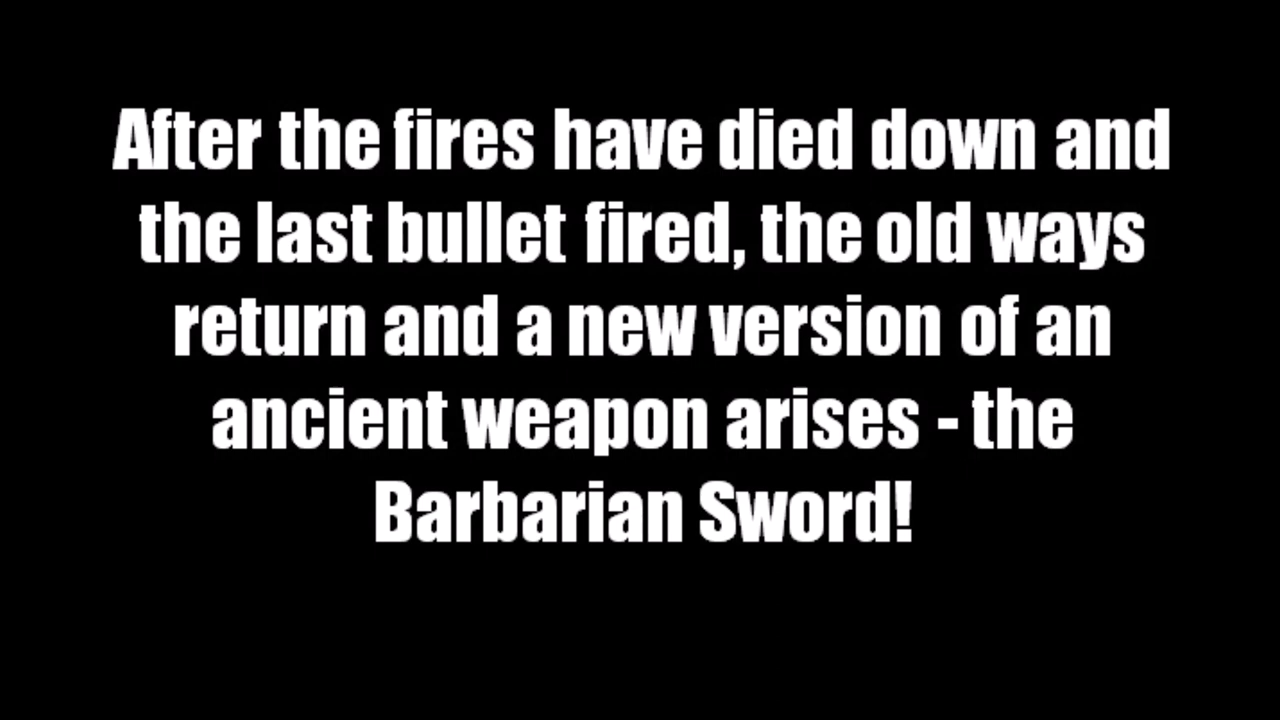 After the fires have died down and
the last bullet fired, the old ways
return and a new version of an
ancient weapon arises - the
Barbarian Sword!